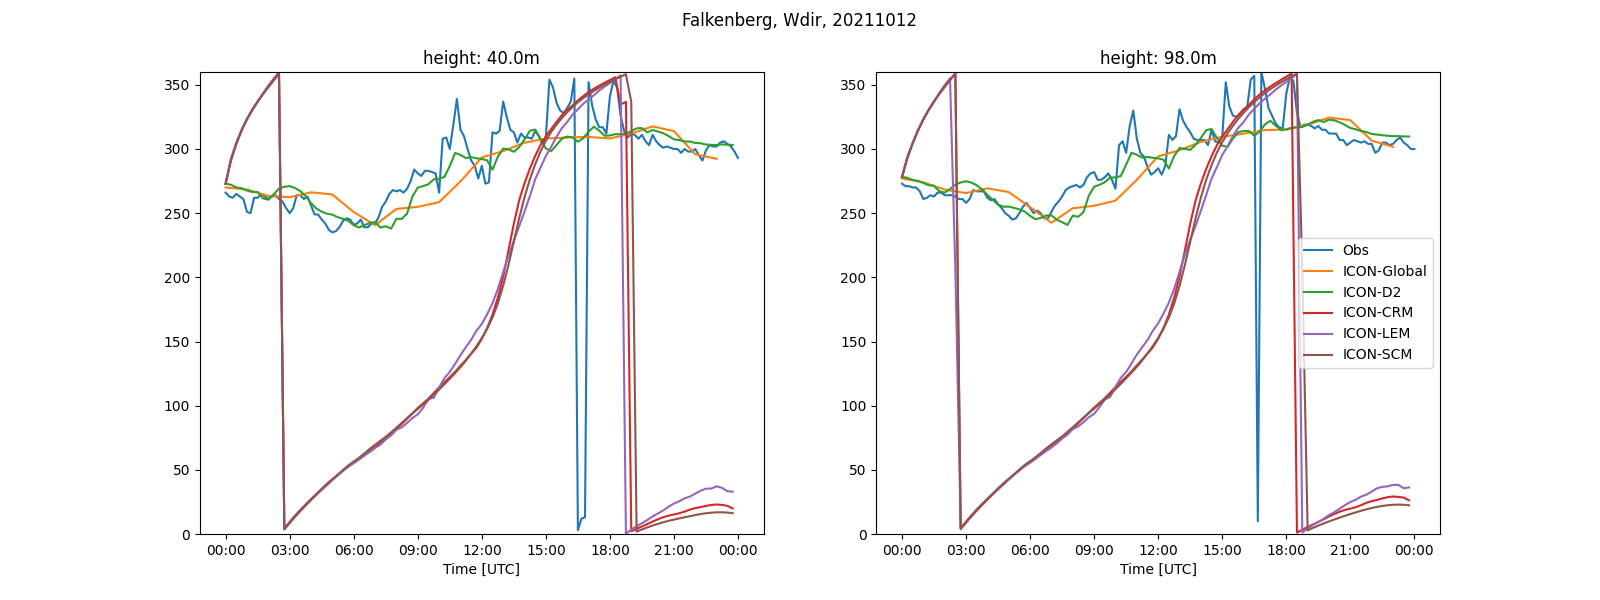 Falkenberg, Wdir, 20211012
height: 40.0m
350
300
250
200
150
100
50
0
00:00 03:00 06:00 09:00 12:00 15:00 18:00 21:00 00:00
Time [UTC]
height: 98.0m
350
300
250
200
150
100
50
0
00:00 03:00 06:00 09:00 12:00 15:00 18:00 21:00 00:00
Time [UTC]
Obs
ICON-Global
ICON-D2
ICON-CRM
ICON-LEM
ICON-SCM